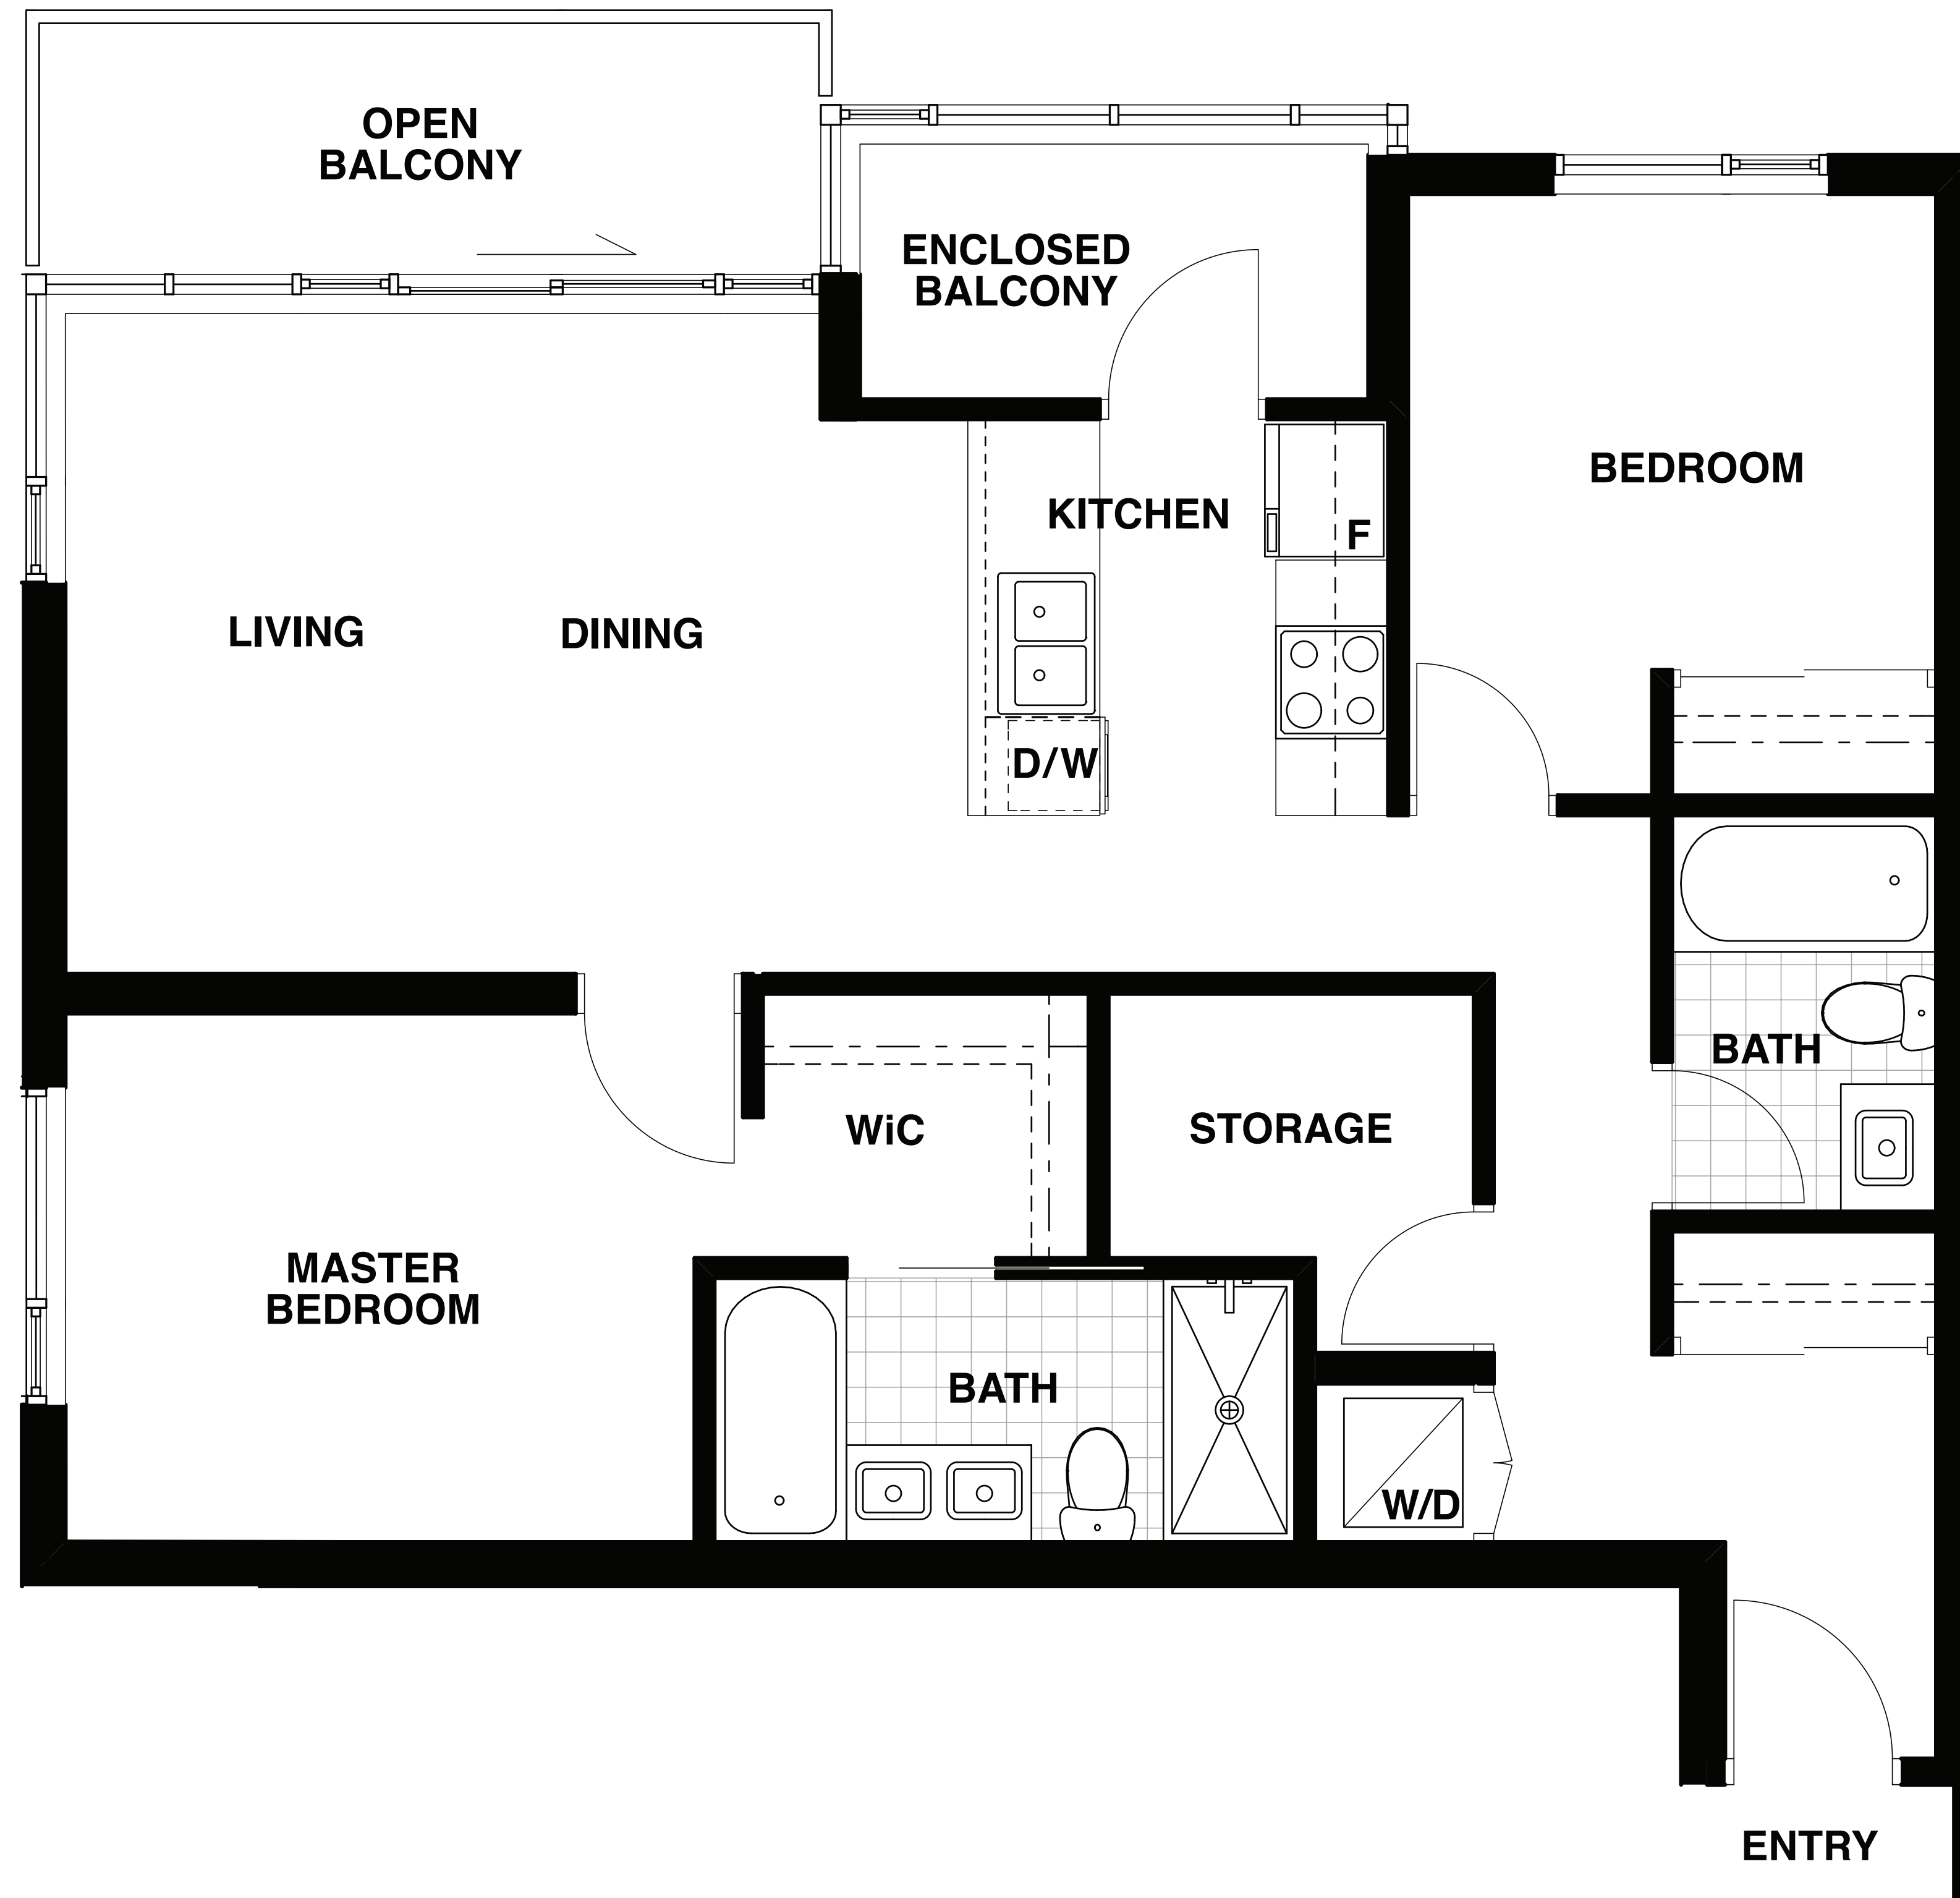 OPEN
BALCONY
ENCLOSED
BALCONY
BEDROOM
KITCHEN
F
LIVING
DINING
D/W
BATH
WiC
STORAGE
MASTER
BEDROOM
BATH
W/D
ENTRY